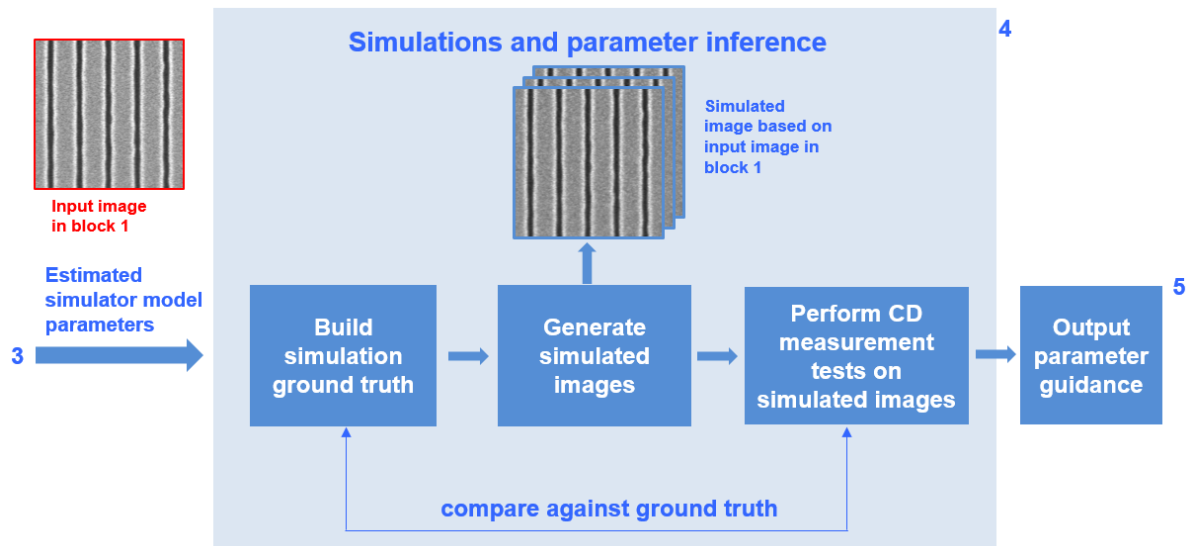 Simulations and parameter inference
4
Input image
in block 1
Simulated
image based on
input image in
block 1
Estimated
simulator model
parameters
3
Build
simulation
ground truth
Generate
simulated
images
Perform CD
measurement
tests on
simulated images
5
Output
parameter
guidance
compare against ground truth